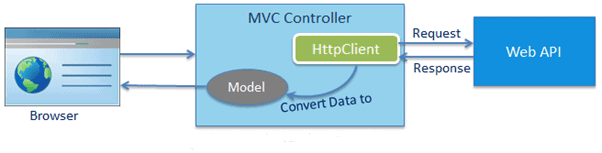 MVC Controller
HttpClient
Request
Web API
Response
Model
Convert Data to
Browser